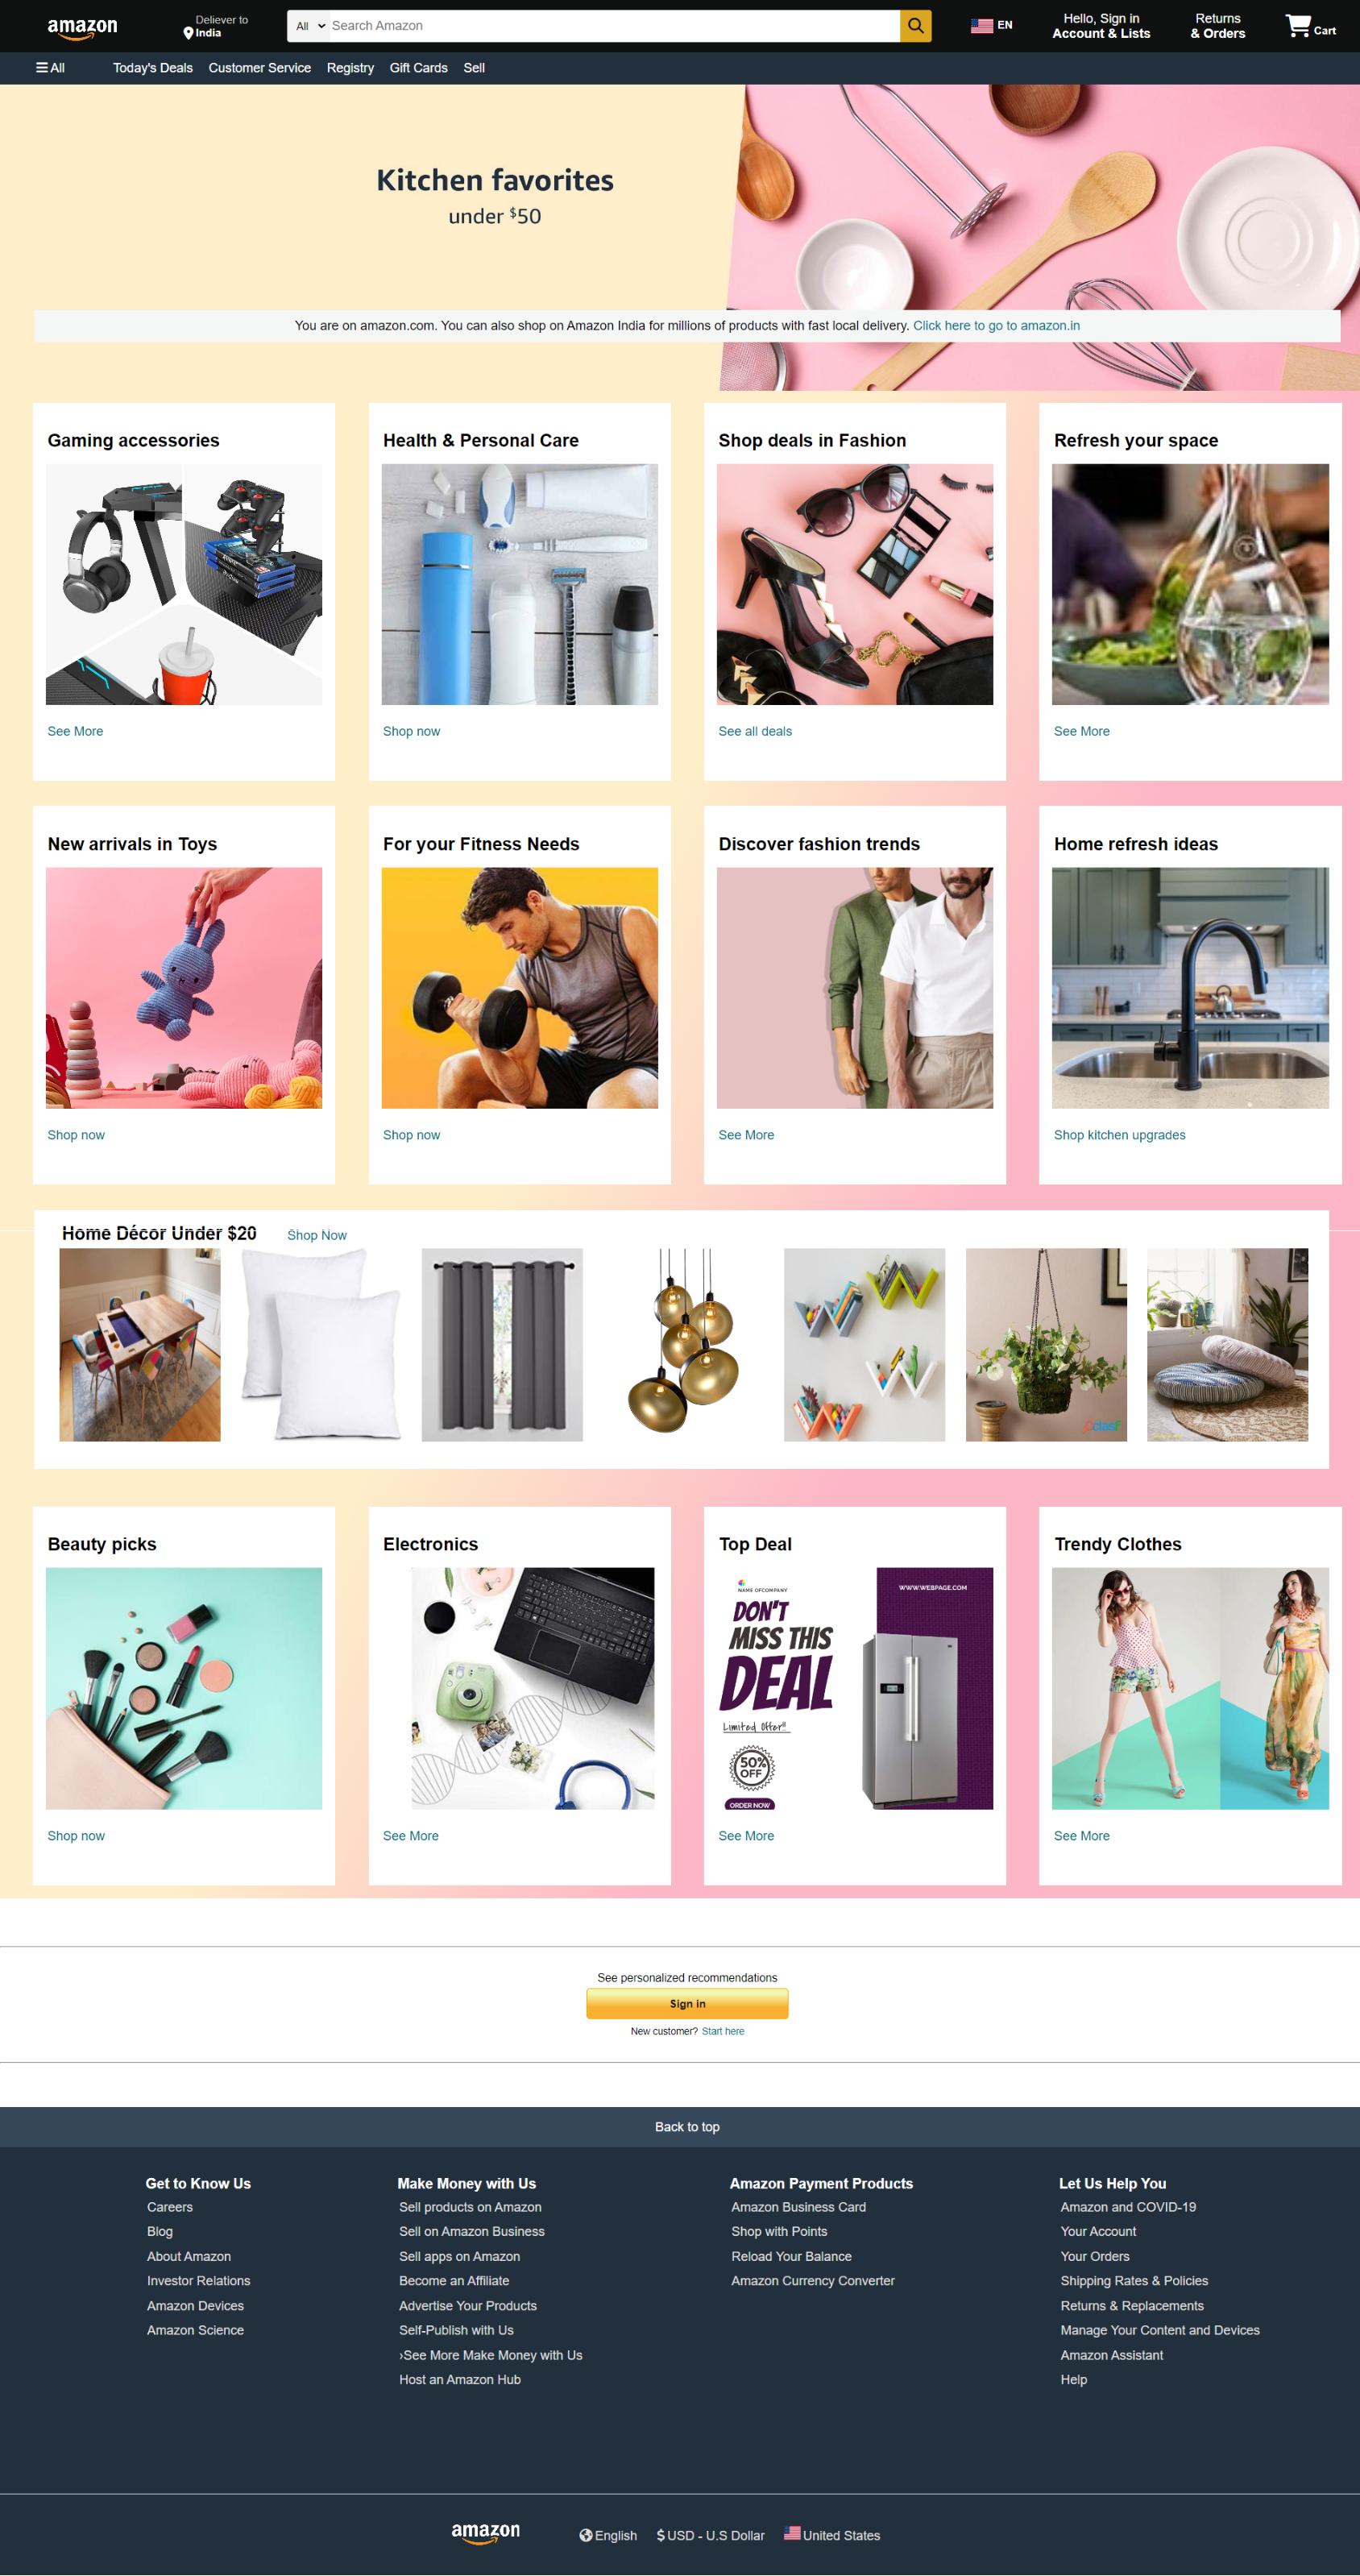 amazon
Deliever to
India
All
Search Amazon
EN
Hello, Sign in
Account & Lists
Returns
& Orders
Cart
All
Today's Deals
Customer Service
Registry
Gift Cards
Sell
Kitchen favorites
under $50
You are on amazon.com. You can also shop on Amazon India for millions of products with fast local delivery. Click here to go to amazon.in
Gaming accessories
Health & Personal Care
Shop deals in Fashion
Refresh your space
See More
Shop now
See all deals
See More
New arrivals in Toys
For your Fitness Needs
Discover fashion trends
Home refresh ideas
Shop now
Shop now
See More
Shop kitchen upgrades
Home Décor Under $20
Shop Now
Beauty picks
Electronics
Top Deal
Trendy Clothes
NAME OFCOMPANY
WWW.WEBPAGE.COM
DON'T
MISS THIS
DEAL
Limited Offer!!
50%
OFF
ORDER NOW
Shop now
See More
See More
See More
See personalized recommendations
Sign in
New customer? Start here
Back to top
Get to Know Us
Careers
Blog
About Amazon
Investor Relations
Amazon Devices
Amazon Science
Make Money with Us
Sell products on Amazon
Sell on Amazon Business
Sell apps on Amazon
Become an Affiliate
Advertise Your Products
Self-Publish with Us
›See More Make Money with Us
Host an Amazon Hub
Amazon Payment Products
Amazon Business Card
Shop with Points
Reload Your Balance
Amazon Currency Converter
Let Us Help You
Amazon and COVID-19
Your Account
Your Orders
Shipping Rates & Policies
Returns & Replacements
Manage Your Content and Devices
Amazon Assistant
Help
amazon
English
$ USD - U.S Dollar
United States